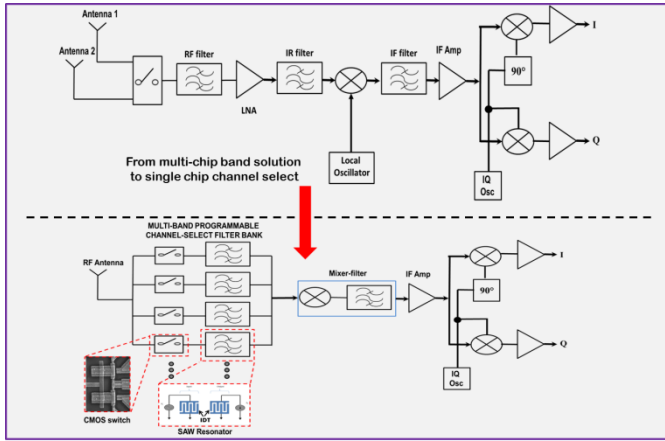 Antenna 1
Antenna 2
RF filter
LNA
IR filter
IF filter
IF Amp
90°
I
Q
Local
Oscillator
IQ
Osc
From multi-chip band solution
to single chip channel select
MULTI-BAND PROGRAMMABLE
CHANNEL-SELECT FILTER BANK
RF Antenna
Mixer-filter
IF Amp
90°
I
Q
IQ
Osc
CMOS switch
IDT
SAW Resonator